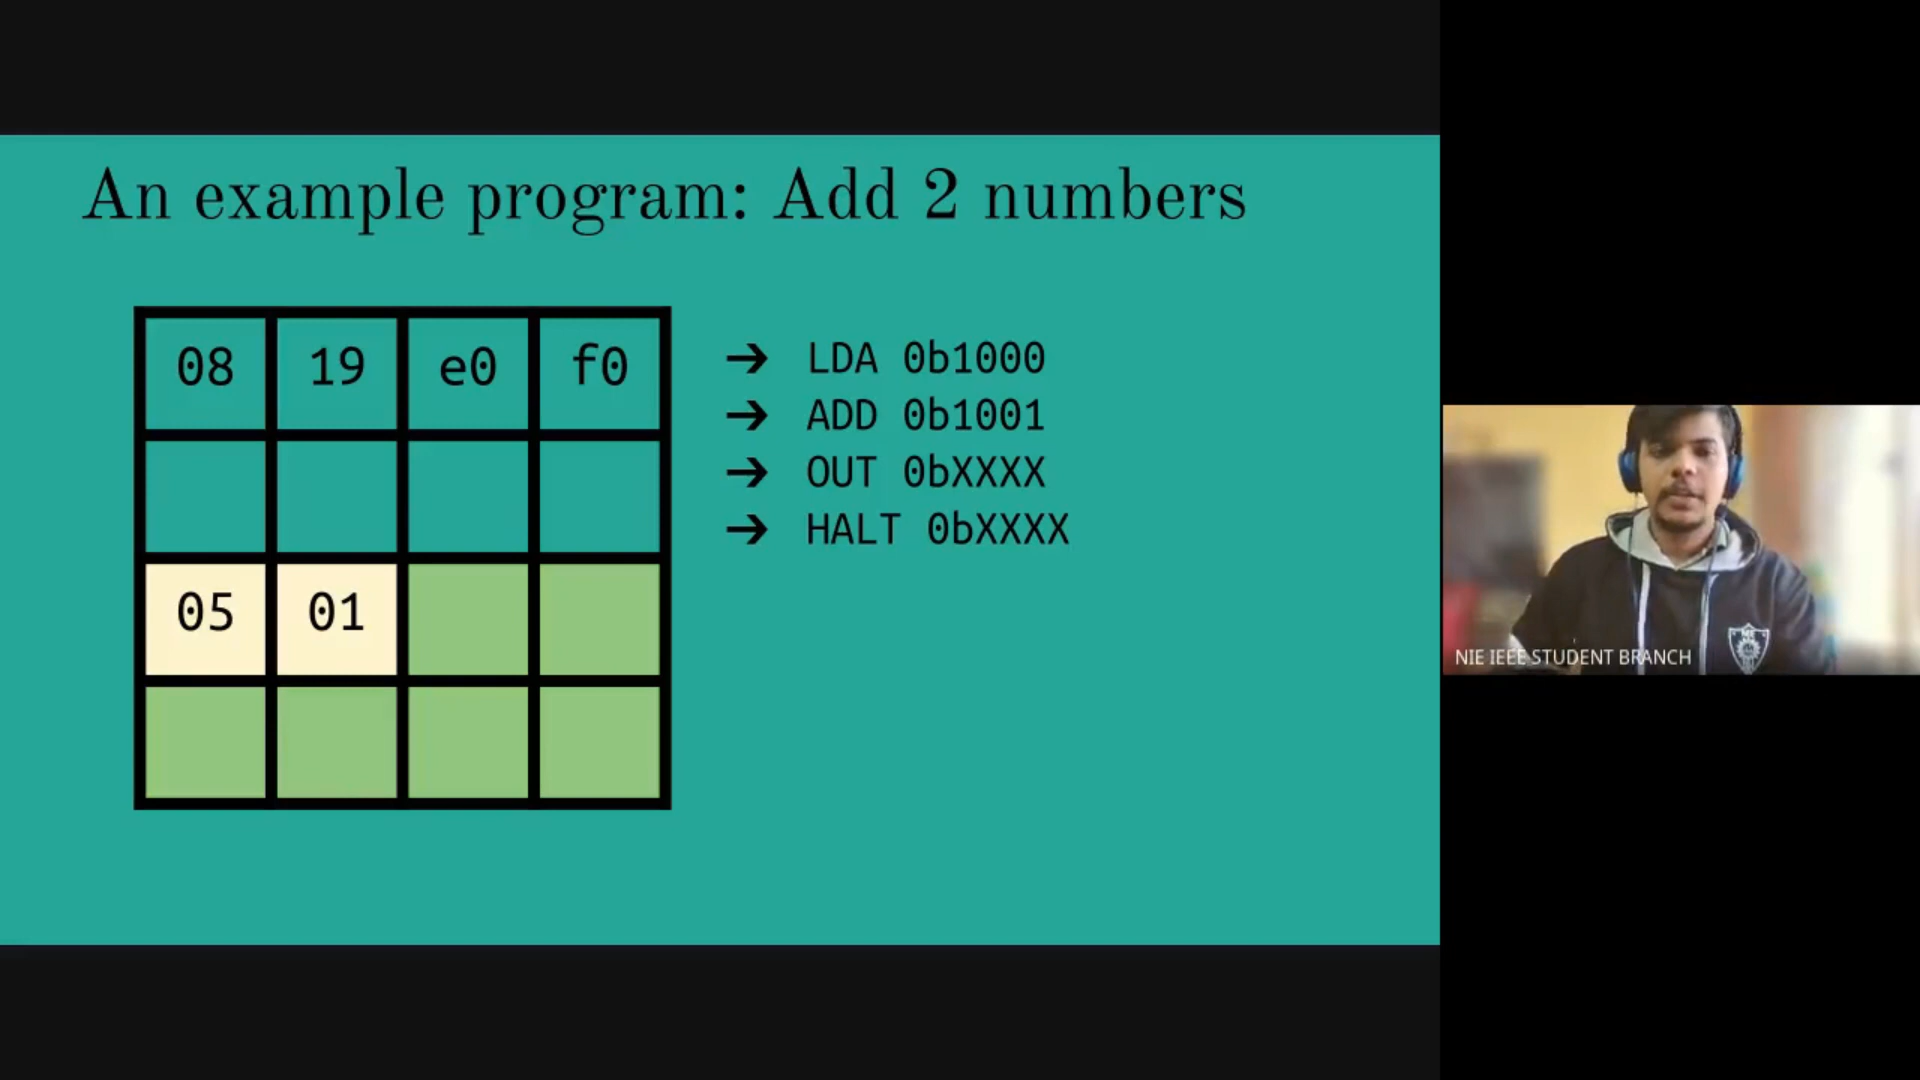 An example program: Add 2 numbers
08 19 e0 f0
05 01
→ LDA 0b1000
→ ADD 0b1001
→ OUT 0bXXXX
→ HALT 0bXXXX
NIE IEEE STUDENT BRANCH